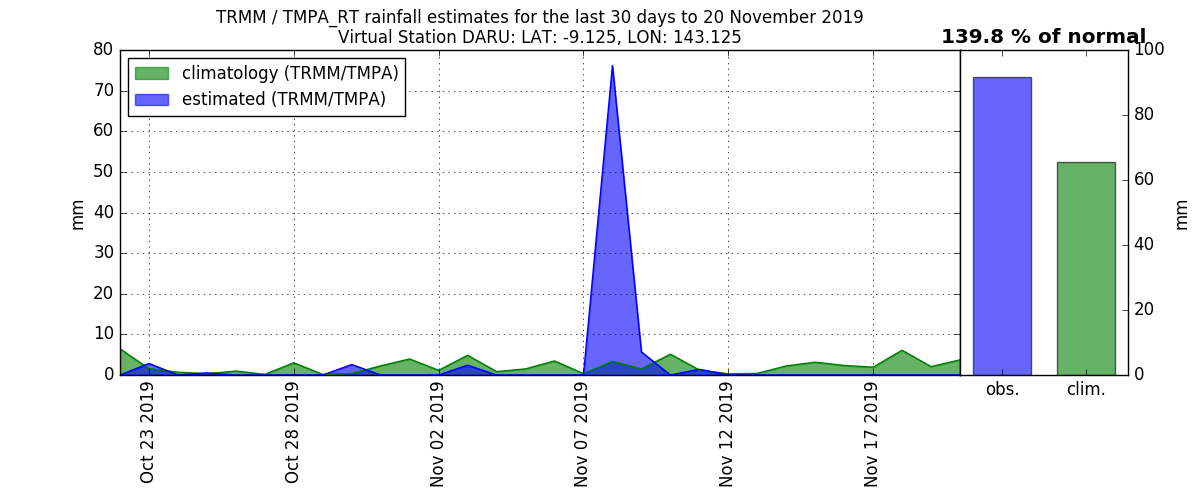 TRMM / TMPA_RT rainfall estimates for the last 30 days to 20 November 2019
Virtual Station DARU: LAT: -9.125, LON: 143.125
139.8 % of normal
climatology (TRMM/TMPA)
estimated (TRMM/TMPA)
mm
80
70
60
50
40
30
20
10
0
Oct 23 2019
Oct 28 2019
Nov 02 2019
Nov 07 2019
Nov 12 2019
Nov 17 2019
100
80
60
40
20
0
mm
obs.
clim.